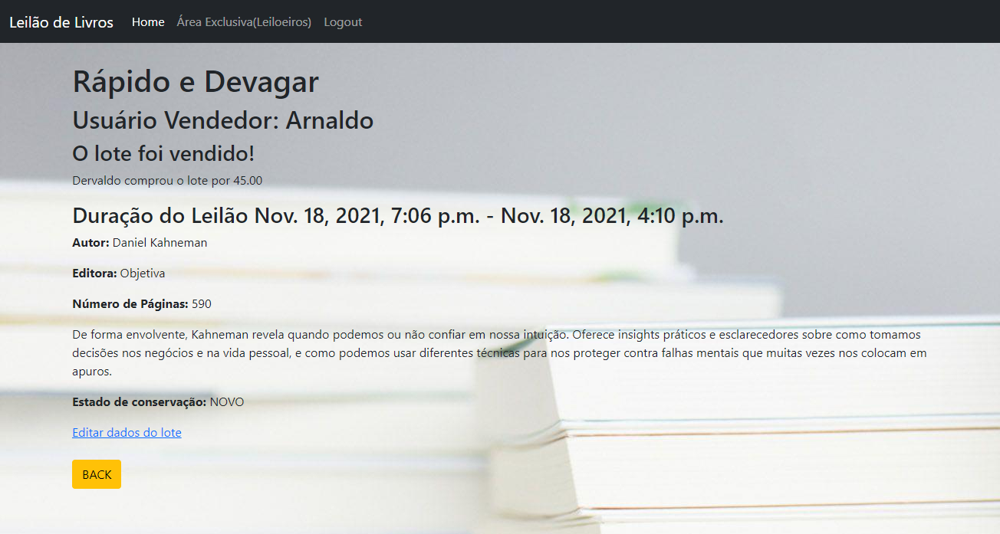 Leilão de Livros Home Área Exclusiva(Leiloeiros) Logout
Rápido e Devagar
Usuário Vendedor: Arnaldo
O lote foi vendido!
Dervaldo comprou o lote por 45.00
Duração do Leilão Nov. 18, 2021, 7:06 p.m. - Nov. 18, 2021, 4:10 p.m.
Autor: Daniel Kahneman
Editora: Objetiva
Número de Páginas: 590
De forma envolvente, Kahneman revela quando podemos ou não confiar em nossa intuição. Oferece insights práticos e esclarecedores sobre como tomamos
decisões nos negócios e na vida pessoal, e como podemos usar diferentes técnicas para nos proteger contra falhas mentais que muitas vezes nos colocam em
apuros.
Estado de conservação: NOVO
Editar dados do lote
BACK